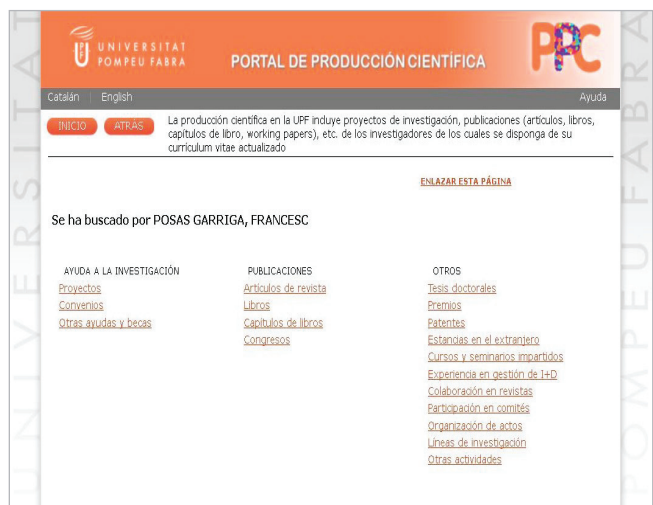 UNIVERSITAT
POMPEU FABRA
PORTAL DE PRODUCCIÓN CIENTÍFICA
PPC
Catalán | English
Ayuda
INICIO
ATRÁS
La producción científica en la UPF incluye proyectos de investigación, publicaciones (artículos, libros,
capítulos de libro, working papers), etc. de los investigadores de los cuales se disponga de su
currículum vitae actualizado
ENLAZAR ESTA PÁGINA
Se ha buscado por POSAS GARRIGA, FRANCESC
AYUDA A LA INVESTIGACIÓN
Proyectos
Convenios
Otras ayudas y becas
PUBLICACIONES
Artículos de revista
Libros
Capítulos de libros
Congresos
OTROS
Tesis doctorales
Premios
Patentes
Estancias en el extranjero
Cursos y seminarios impartidos
Experiencia en gestión de I+D
Colaboración en revistas
Participación en comités
Organización de actos
Líneas de investigación
Otras actividades
UNIVERSITAT
POMPEU FABRA